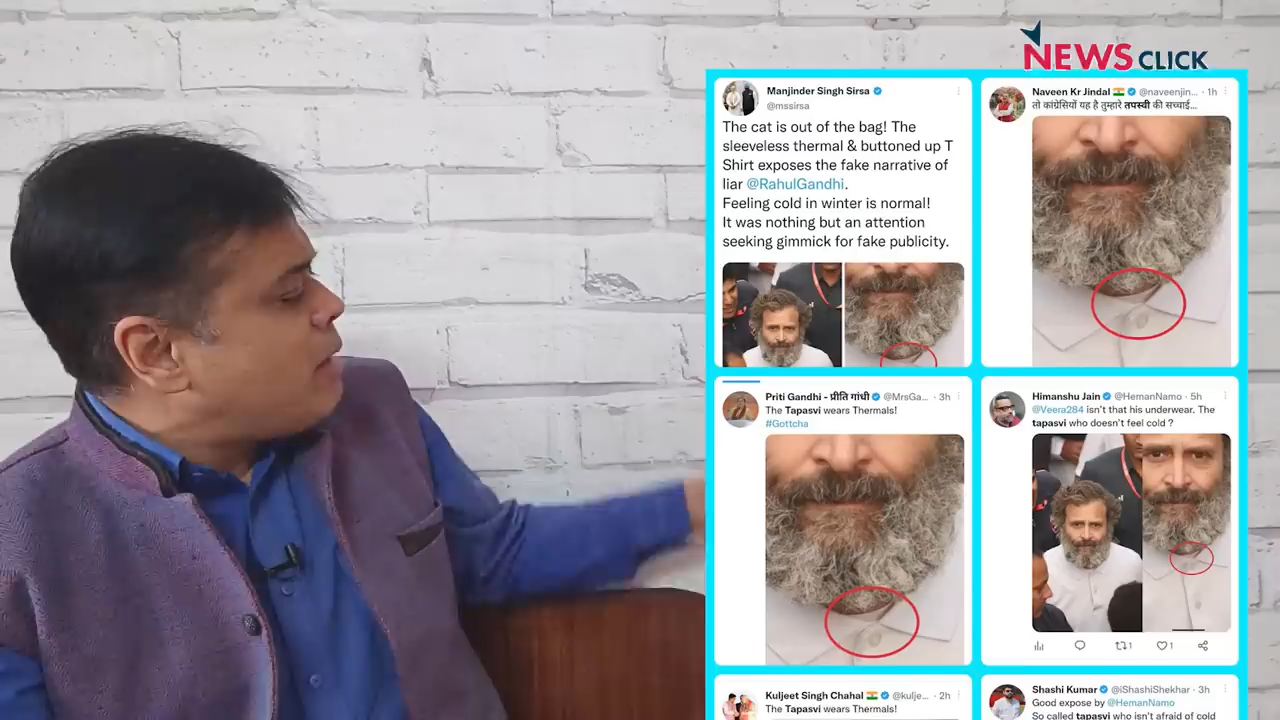 NEWSCLICK
Manjinder Singh Sirsa
@mssirsa
The cat is out of the bag! The
sleeveless thermal & buttoned up T
Shirt exposes the fake narrative of
liar @RahulGandhi.
Feeling cold in winter is normal!
It was nothing but an attention
seeking gimmick for fake publicity.
Naveen Kr Jindal @naveenjin... · 1h
तो कांग्रेसियों यह है तुम्हारे तपस्वी की सच्चाई...
Priti Gandhi - प्रीति गांधी @MrsGa... · 3h
The Tapasvi wears Thermals!
#Gottcha
Himanshu Jain @HemanNamo · 5h
@Veera284 isn't that his underwear. The
tapasvi who doesn't feel cold ?
1
1
Kuljeet Singh Chahal @kulje... · 2h
The Tapasvi wears Thermals!
Shashi Kumar @iShashiShekhar · 3h
Good expose by @HemanNamo
So called tapasvi who isn't afraid of cold